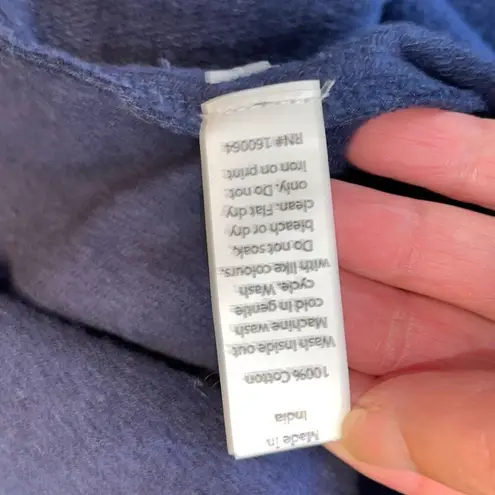 Made in
India
100% Cotton
Wash Inside out
Machine wash
cold In gentle
cycle. Wash
with like colours.
Do not soak,
bleach or dry
clean. Flat dry
only. Do not
Iron on print
RN# 160064